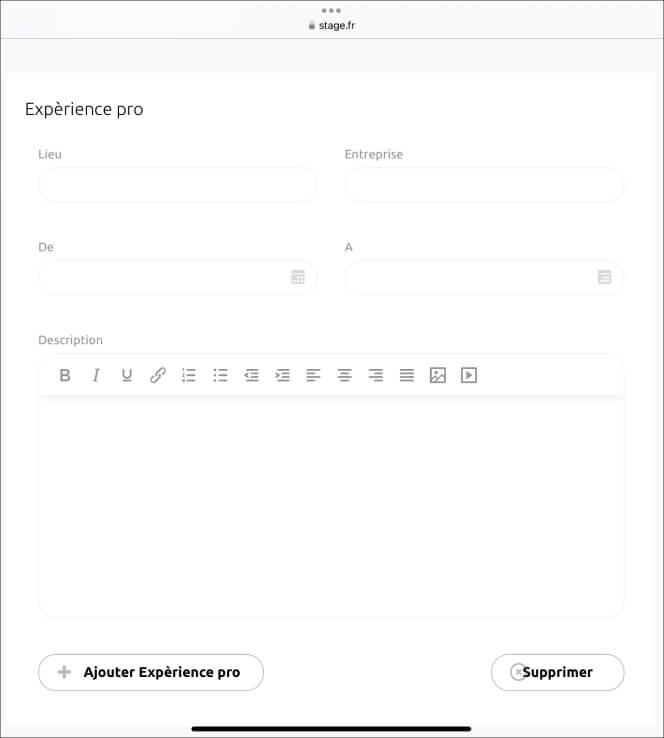 stage.fr
Expèrience pro
Lieu
Entreprise
De
A
Description
B I U
Ajouter Expèrience pro
Supprimer